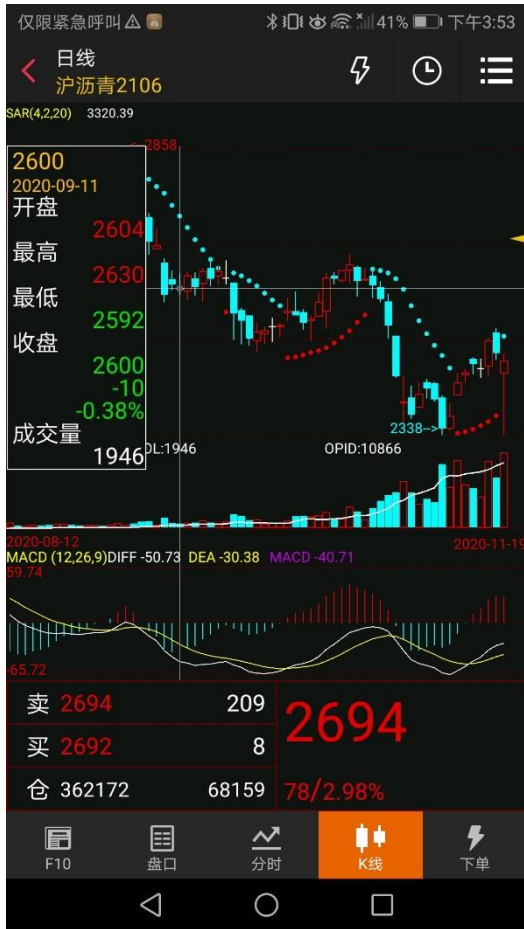 仅限紧急呼叫 41% 下午3:53
日线
沪沥青2106
SAR(4,2,20) 3320.39
2858
2600
2020-09-11
开盘
2604
最高
2630
最低
2592
收盘
2600
-10
-0.38%
成交量
1946
OL:1946 OPID:10866
2338-->
2020-08-12 2020-11-19
MACD (12,26,9)DIFF -50.73 DEA -30.38 MACD -40.71
59.74
-65.72
卖 2694 209
买 2692 8
仓 362172 68159
2694
78/2.98%
F10 盘口 分时 K线 下单